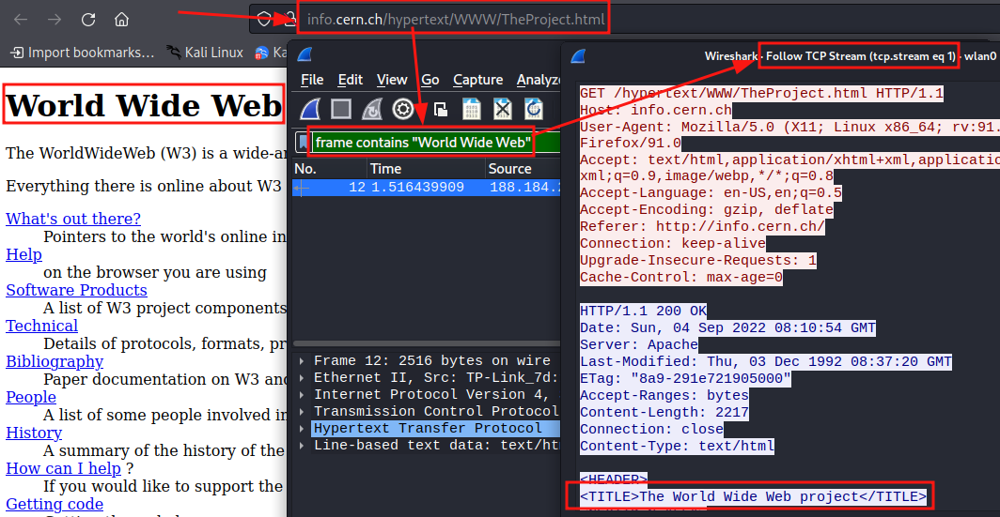 info.cern.ch/hypertext/WWW/TheProject.html
Import bookmarks...
Kali Linux
World Wide Web
The WorldWideWeb (W3) is a
Everything there is online about W3
What's out there?
Pointers to the world's online
Help
on the browser you are using
Software Products
A list of W3 project components
Technical
Details of protocols, formats,
Bibliography
Paper documentation on W3
People
A list of some people involved
History
A summary of the history of the
How can I help ?
If you would like to support the
Getting code
File Edit View Go Capture Analyze
frame contains "World Wide Web"
No. Time Source
12 1.516439909 188.184.
Frame 12: 2516 bytes on wire
Ethernet II, Src: TP-Link_7d:
Internet Protocol Version 4,
Transmission Control Protocol
Hypertext Transfer Protocol
Line-based text data:
Wireshark · Follow TCP Stream (tcp.stream eq 1) · wlan0
GET /hypertext/WWW/TheProject.html HTTP/1.1
Host: info.cern.ch
User-Agent: Mozilla/5.0 (X11; Linux x86_64; rv:91.
Firefox/91.0
Accept: text/html,application/xhtml+xml,applicatio
xml;q=0.9,image/webp,*/*;q=0.8
Accept-Language: en-US,en;q=0.5
Accept-Encoding: gzip, deflate
Referer: http://info.cern.ch/
Connection: keep-alive
Upgrade-Insecure-Requests: 1
Cache-Control: max-age=0
HTTP/1.1 200 OK
Date: Sun, 04 Sep 2022 08:10:54 GMT
Server: Apache
Last-Modified: Thu, 03 Dec 1992 08:37:20 GMT
ETag: "8a9-291e721905000"
Accept-Ranges: bytes
Content-Length: 2217
Connection: close
Content-Type: text/html
<HEADER>
<TITLE>The World Wide Web project</TITLE>